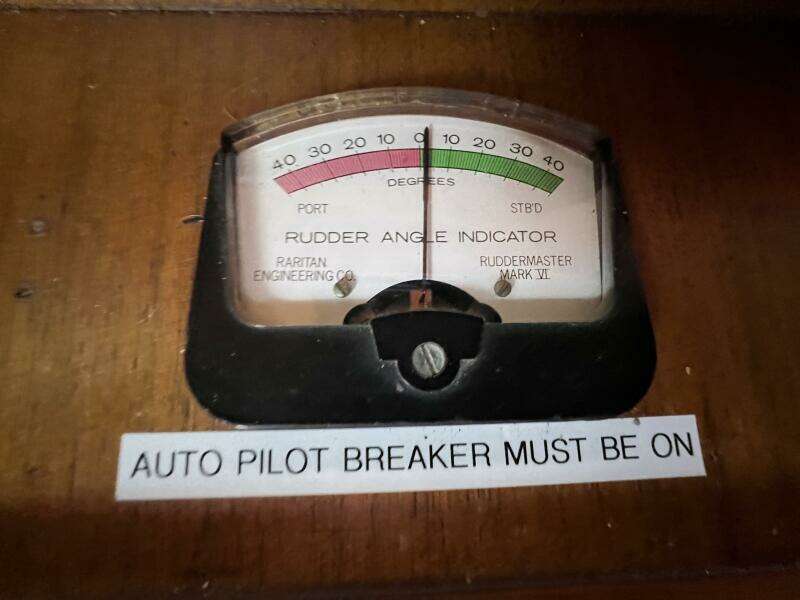 40 30 20 10 0 10 20 30 40
DEGREES
PORT STB'D
RUDDER ANGLE INDICATOR
RARITAN RUDDERMASTER
ENGINEERING CO. MARK VI
AUTO PILOT BREAKER MUST BE ON